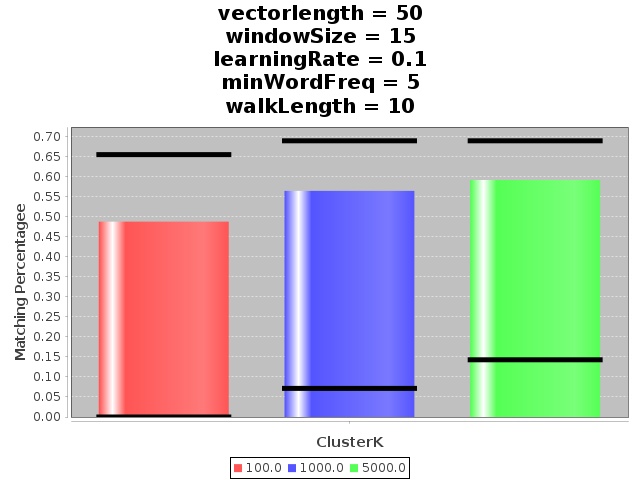 vectorlength = 50
windowSize = 15
learningRate = 0.1
minWordFreq = 5
walkLength = 10
0.70
0.65
0.60
0.55
0.50
0.45
0.40
0.35
0.30
0.25
0.20
0.15
0.10
0.05
0.00
Matching Percentagee
ClusterK
100.0 1000.0 5000.0